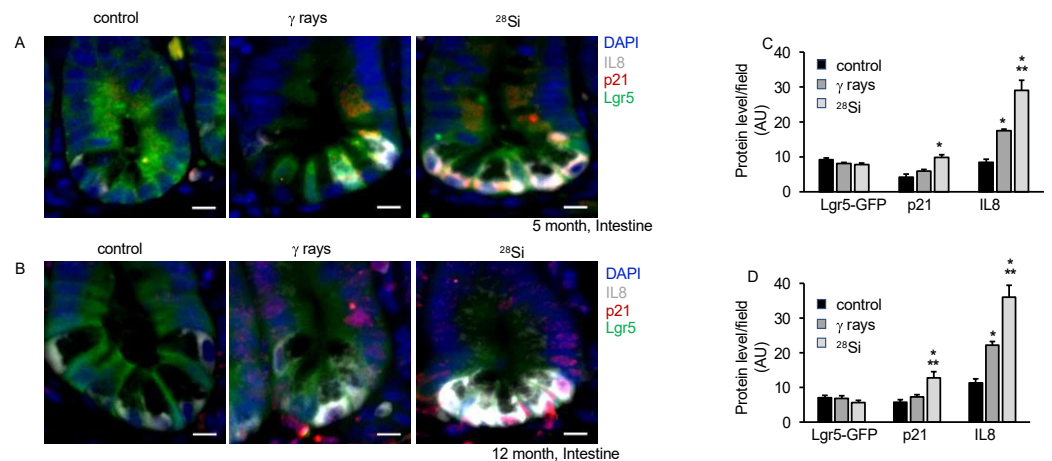 control γ rays ²⁸Si
A
DAPI
IL8
p21
Lgr5
5 month, Intestine
control γ rays ²⁸Si
B
DAPI
IL8
p21
Lgr5
12 month, Intestine
C
Protein level/field
(AU)
40
30
20
10
0
control
γ rays
²⁸Si
*
*
*
**
Lgr5-GFP p21 IL8
D
Protein level/field
(AU)
40
30
20
10
0
control
γ rays
²⁸Si
*
**
*
*
**
Lgr5-GFP p21 IL8